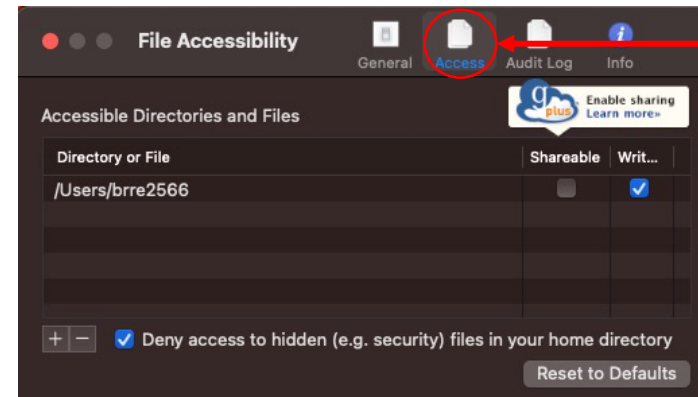 File Accessibility
General Access Audit Log Info
Accessible Directories and Files
g plus Enable sharing
Learn more»
Directory or File Shareable Writ...
/Users/brre2566
+ - Deny access to hidden (e.g. security) files in your home directory
Reset to Defaults